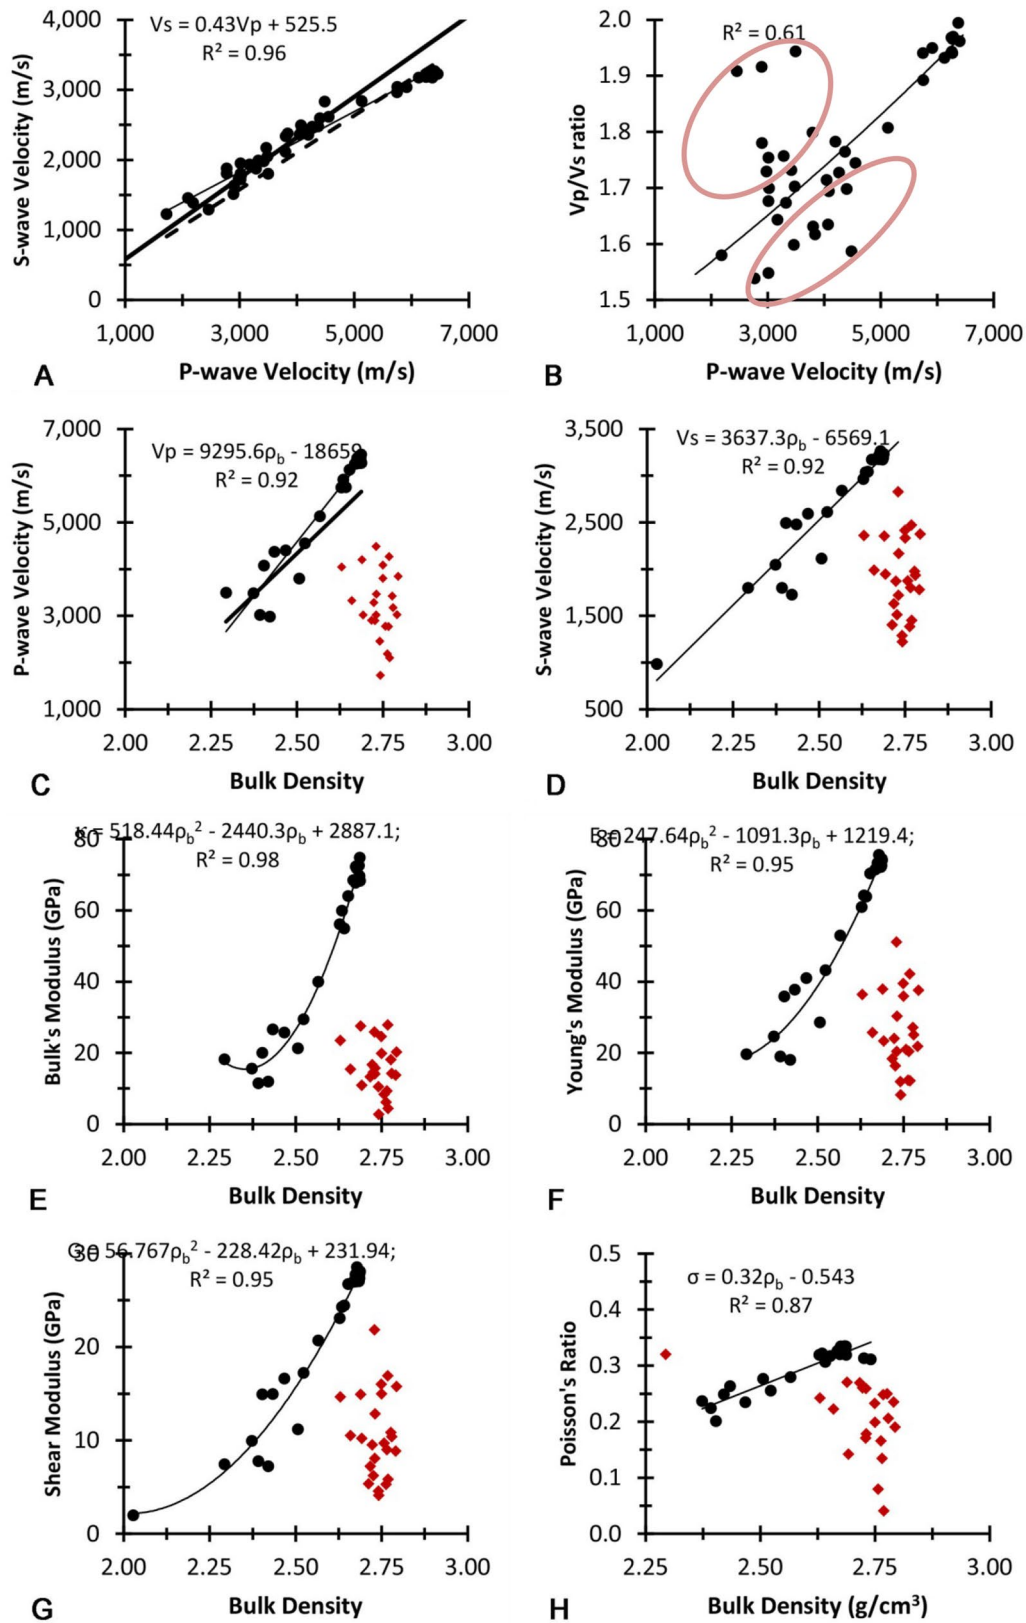 Vs = 0.43Vp + 525.5
R² = 0.96
4,000
3,000
2,000
1,000
0
S-wave Velocity (m/s)
1,000 3,000 5,000 7,000
P-wave Velocity (m/s)
A
R² = 0.61
2.0
1.9
1.8
1.7
1.6
1.5
Vp/Vs ratio
1,000 3,000 5,000 7,000
P-wave Velocity (m/s)
B
Vp = 9295.6ρb - 18659
R² = 0.92
7,000
5,000
3,000
1,000
P-wave Velocity (m/s)
2.00 2.25 2.50 2.75 3.00
Bulk Density
C
Vs = 3637.3ρb - 6569.1
R² = 0.92
3,500
2,500
1,500
500
S-wave Velocity (m/s)
2.00 2.25 2.50 2.75 3.00
Bulk Density
D
= 518.44ρb² - 2440.3ρb + 2887.1;
R² = 0.98
80
60
40
20
0
Bulk's Modulus (GPa)
2.00 2.25 2.50 2.75 3.00
Bulk Density
E
E = 247.64ρb² - 1091.3ρb + 1219.4;
R² = 0.95
80
60
40
20
0
Young's Modulus (GPa)
2.00 2.25 2.50 2.75 3.00
Bulk Density
F
G = 56.767ρb² - 228.42ρb + 231.94;
R² = 0.95
30
20
10
0
Shear Modulus (GPa)
2.00 2.25 2.50 2.75 3.00
Bulk Density
G
σ = 0.32ρb - 0.543
R² = 0.87
0.5
0.4
0.3
0.2
0.1
0.0
Poisson's Ratio
2.25 2.50 2.75 3.00
Bulk Density (g/cm³)
H